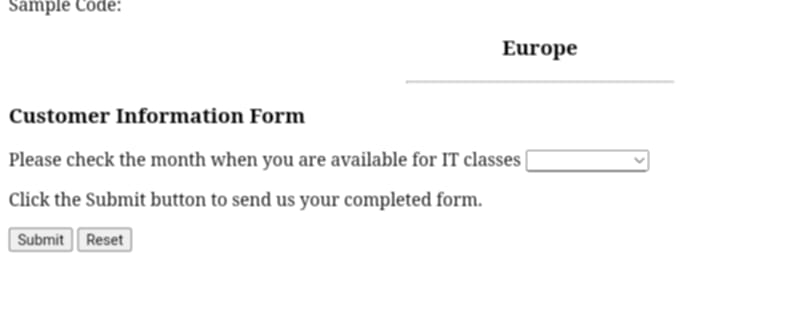 Sample Code:
Europe
Customer Information Form
Please check the month when you are available for IT classes
Click the Submit button to send us your completed form.
Submit Reset